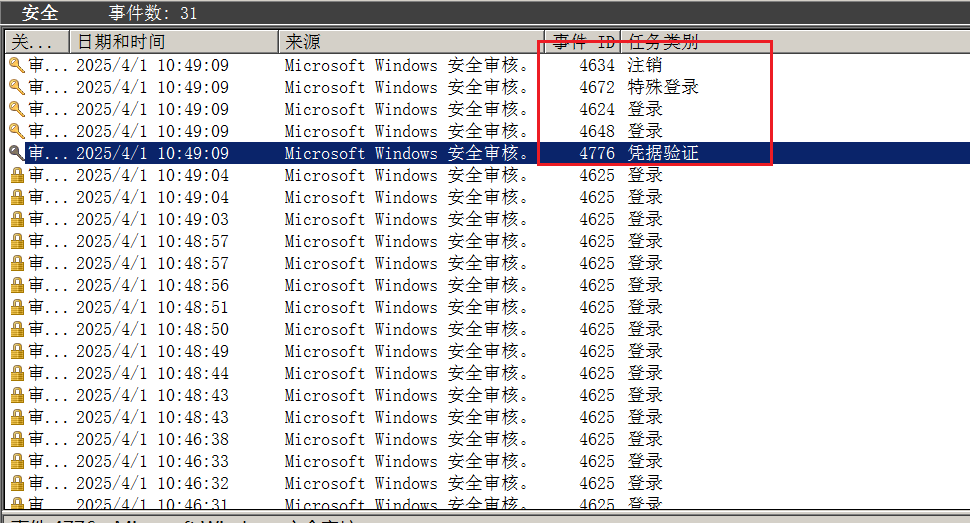 安全 事件数: 31
关... 日期和时间 来源 事件 ID 任务类别
审... 2025/4/1 10:49:09 Microsoft Windows 安全审核。 4634 注销
审... 2025/4/1 10:49:09 Microsoft Windows 安全审核。 4672 特殊登录
审... 2025/4/1 10:49:09 Microsoft Windows 安全审核。 4624 登录
审... 2025/4/1 10:49:09 Microsoft Windows 安全审核。 4648 登录
审... 2025/4/1 10:49:09 Microsoft Windows 安全审核。 4776 凭据验证
审... 2025/4/1 10:49:04 Microsoft Windows 安全审核。 4625 登录
审... 2025/4/1 10:49:04 Microsoft Windows 安全审核。 4625 登录
审... 2025/4/1 10:49:03 Microsoft Windows 安全审核。 4625 登录
审... 2025/4/1 10:48:57 Microsoft Windows 安全审核。 4625 登录
审... 2025/4/1 10:48:57 Microsoft Windows 安全审核。 4625 登录
审... 2025/4/1 10:48:56 Microsoft Windows 安全审核。 4625 登录
审... 2025/4/1 10:48:51 Microsoft Windows 安全审核。 4625 登录
审... 2025/4/1 10:48:50 Microsoft Windows 安全审核。 4625 登录
审... 2025/4/1 10:48:49 Microsoft Windows 安全审核。 4625 登录
审... 2025/4/1 10:48:44 Microsoft Windows 安全审核。 4625 登录
审... 2025/4/1 10:48:43 Microsoft Windows 安全审核。 4625 登录
审... 2025/4/1 10:48:43 Microsoft Windows 安全审核。 4625 登录
审... 2025/4/1 10:46:38 Microsoft Windows 安全审核。 4625 登录
审... 2025/4/1 10:46:33 Microsoft Windows 安全审核。 4625 登录
审... 2025/4/1 10:46:32 Microsoft Windows 安全审核。 4625 登录
审... 2025/4/1 10:46:31 Microsoft Windows 安全审核。 4625 登录